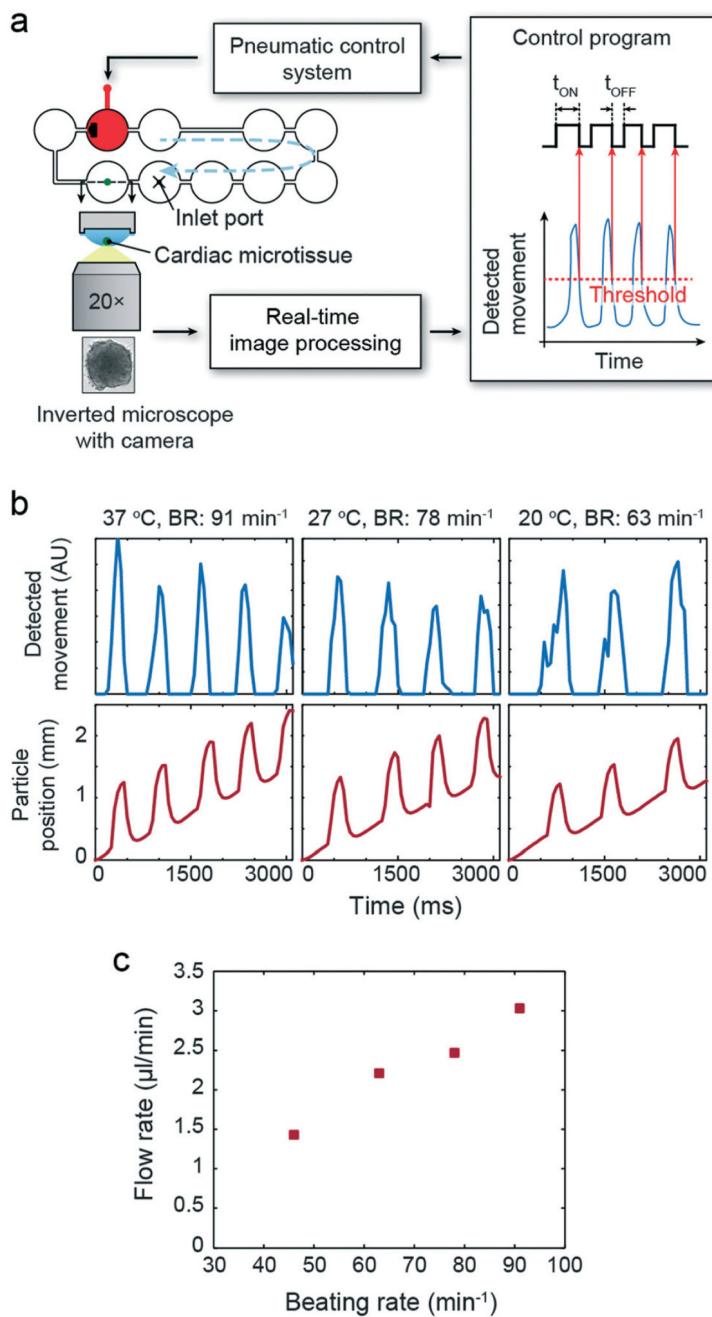 a
Pneumatic control
system
Control program
tON
tOFF
Inlet port
Cardiac microtissue
20×
Real-time
image processing
Detected
movement
Threshold
Time
Inverted microscope
with camera
b
37 °C, BR: 91 min⁻¹
27 °C, BR: 78 min⁻¹
20 °C, BR: 63 min⁻¹
Detected
movement (AU)
Particle
position (mm)
2
1
0
0 1500 3000
0 1500 3000
0 1500 3000
Time (ms)
c
Flow rate (µl/min)
3.5
3
2.5
2
1.5
1
0.5
0
30 40 50 60 70 80 90 100
Beating rate (min⁻¹)